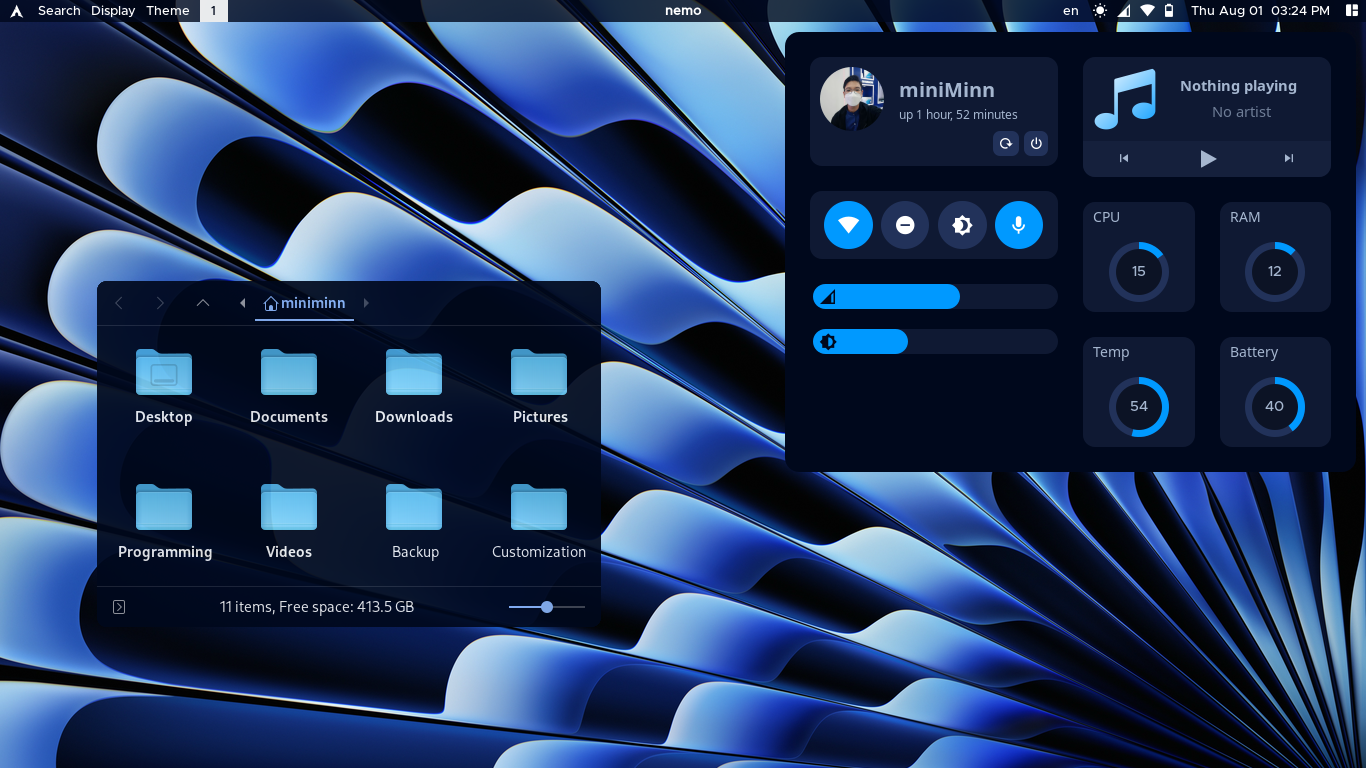 Search Display Theme 1 nemo en Thu Aug 01 03:24 PM
miniMinn
up 1 hour, 52 minutes
Nothing playing
No artist
CPU RAM
15 12
Temp Battery
54 40
miniminn
Desktop Documents Downloads Pictures
Programming Videos Backup Customization
11 items, Free space: 413.5 GB